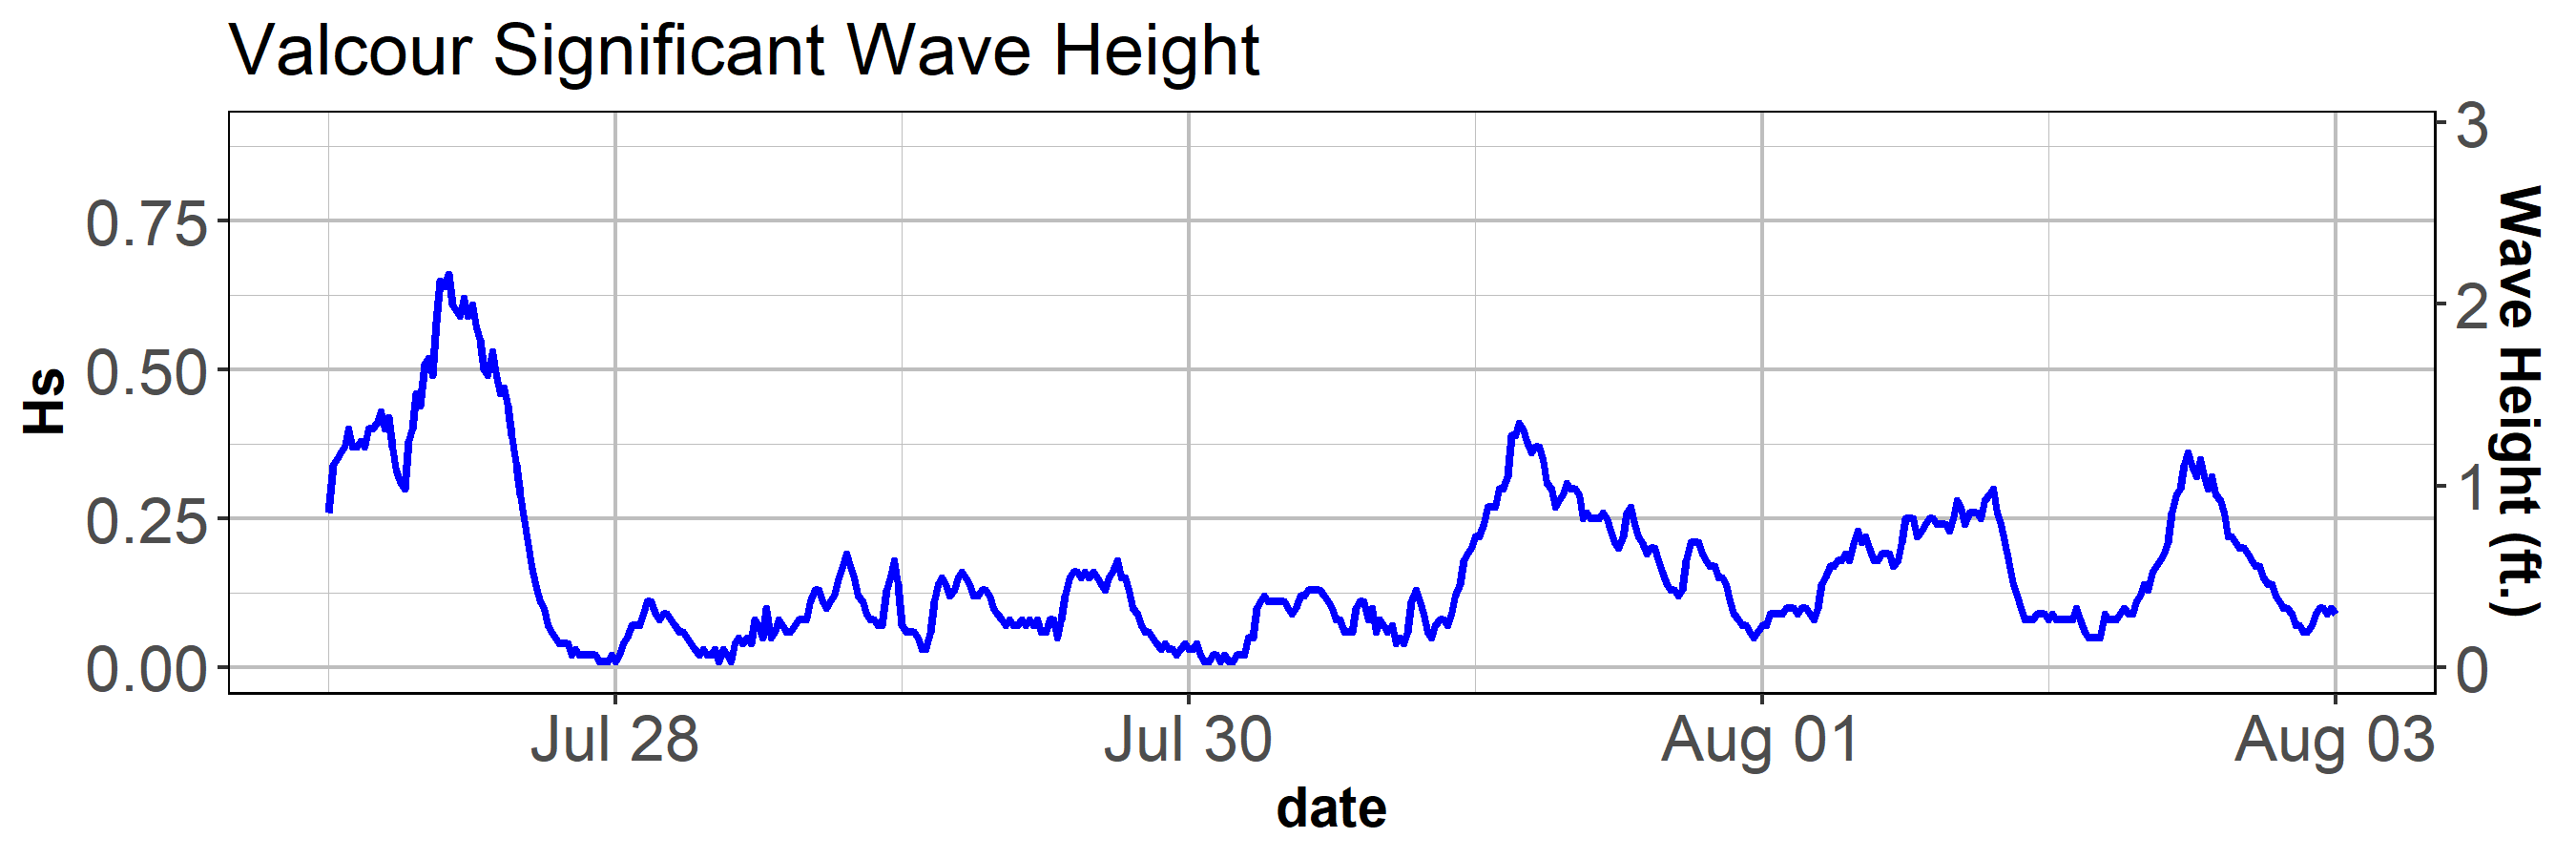 Valcour Significant Wave Height
Hs
0.75
0.50
0.25
0.00
3
2
1
0
Wave Height (ft.)
Jul 28
Jul 30
Aug 01
Aug 03
date